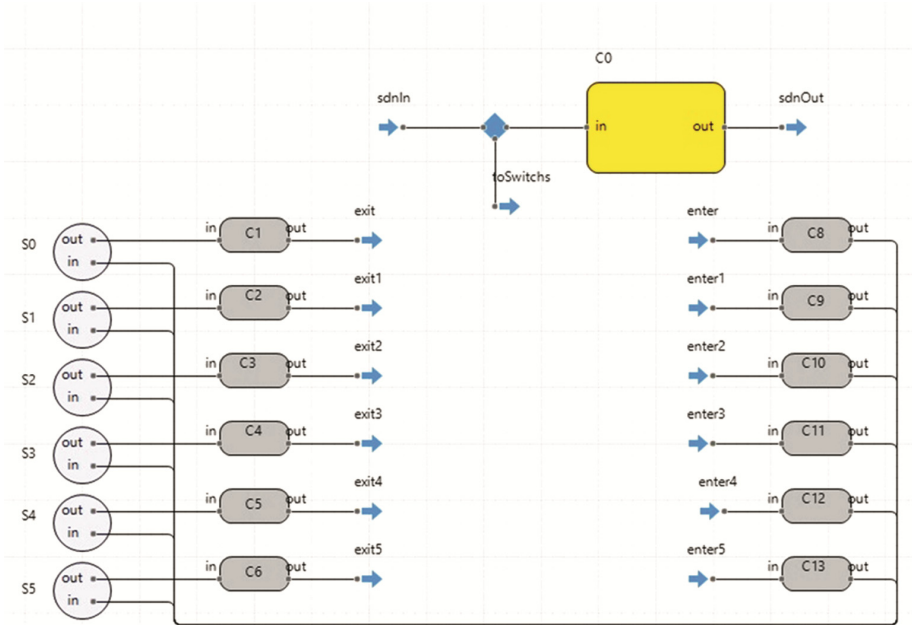 C0
sdnIn
sdnOut
in out
toSwitchs
exit enter
S0 out in C1 out in C8 out
in
exit1 enter1
S1 out in C2 out in C9 out
in
exit2 enter2
S2 out in C3 out in C10 out
in
exit3 enter3
S3 out in C4 out in C11 out
in
exit4 enter4
S4 out in C5 out in C12 out
in
exit5 enter5
S5 out in C6 out in C13 out
in